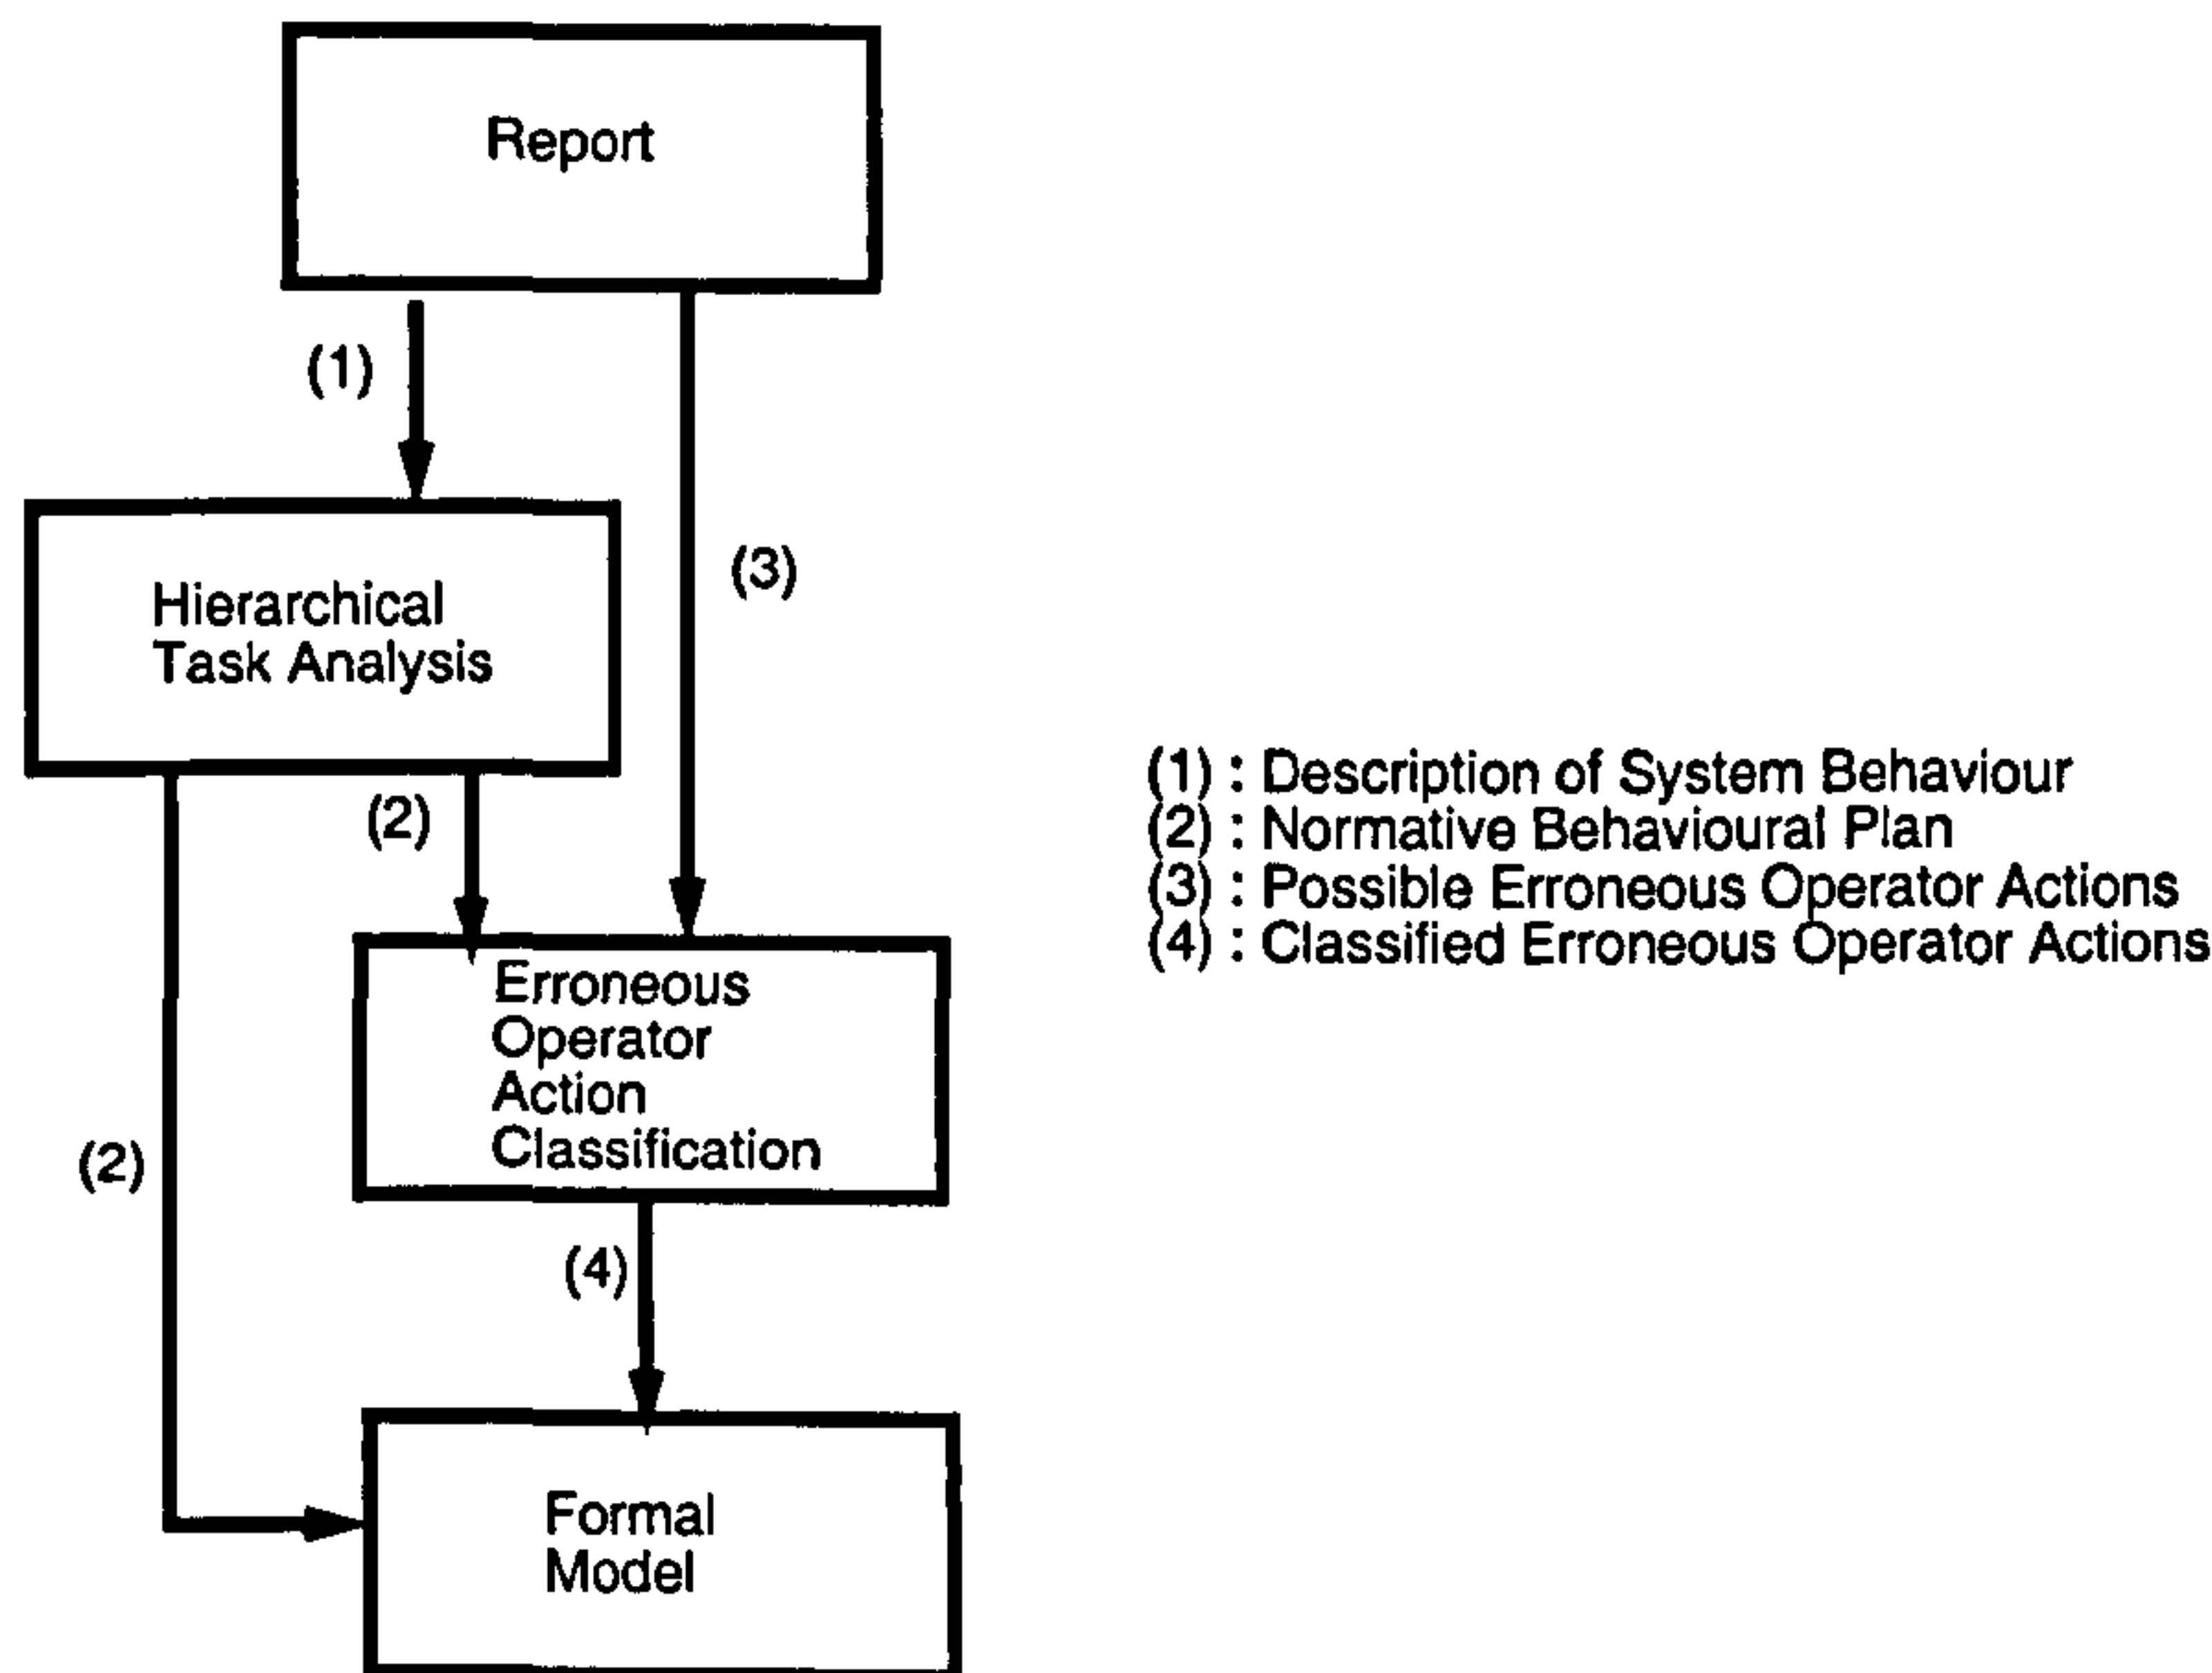 Report
(1)
(3)
Hierarchical
Task Analysis
(2)
(1) : Description of System Behaviour
(2) : Normative Behavioural Plan
(3) : Possible Erroneous Operator Actions
(4) : Classified Erroneous Operator Actions
Erroneous
Operator
Action
Classification
(2)
(4)
Formal
Model